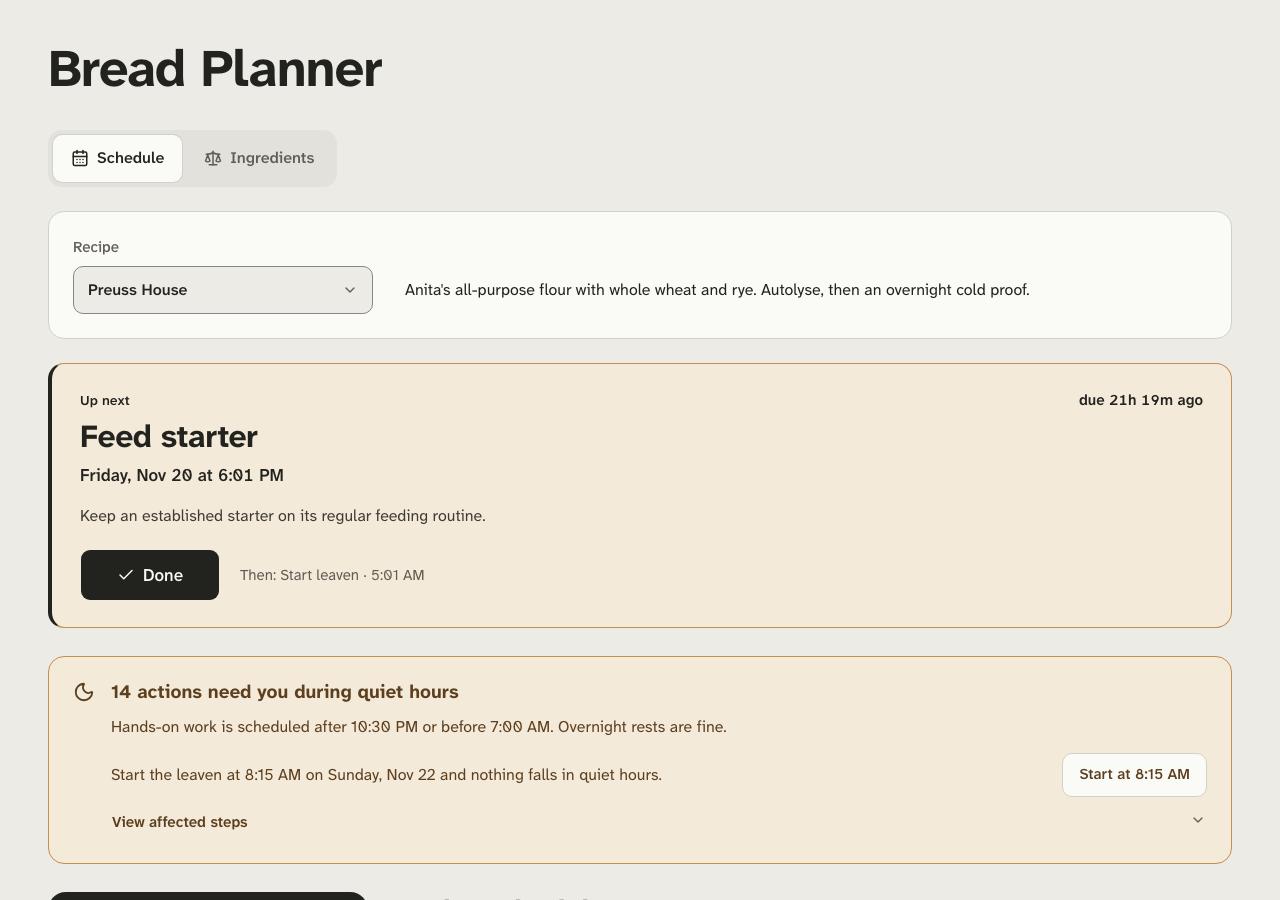 Bread Planner
Schedule
Ingredients
Recipe
Preuss House
Anita's all-purpose flour with whole wheat and rye. Autolyse, then an overnight cold proof.
Up next
due 21h 19m ago
Feed starter
Friday, Nov 20 at 6:01 PM
Keep an established starter on its regular feeding routine.
Done
Then: Start leaven · 5:01 AM
14 actions need you during quiet hours
Hands-on work is scheduled after 10:30 PM or before 7:00 AM. Overnight rests are fine.
Start the leaven at 8:15 AM on Sunday, Nov 22 and nothing falls in quiet hours.
Start at 8:15 AM
View affected steps